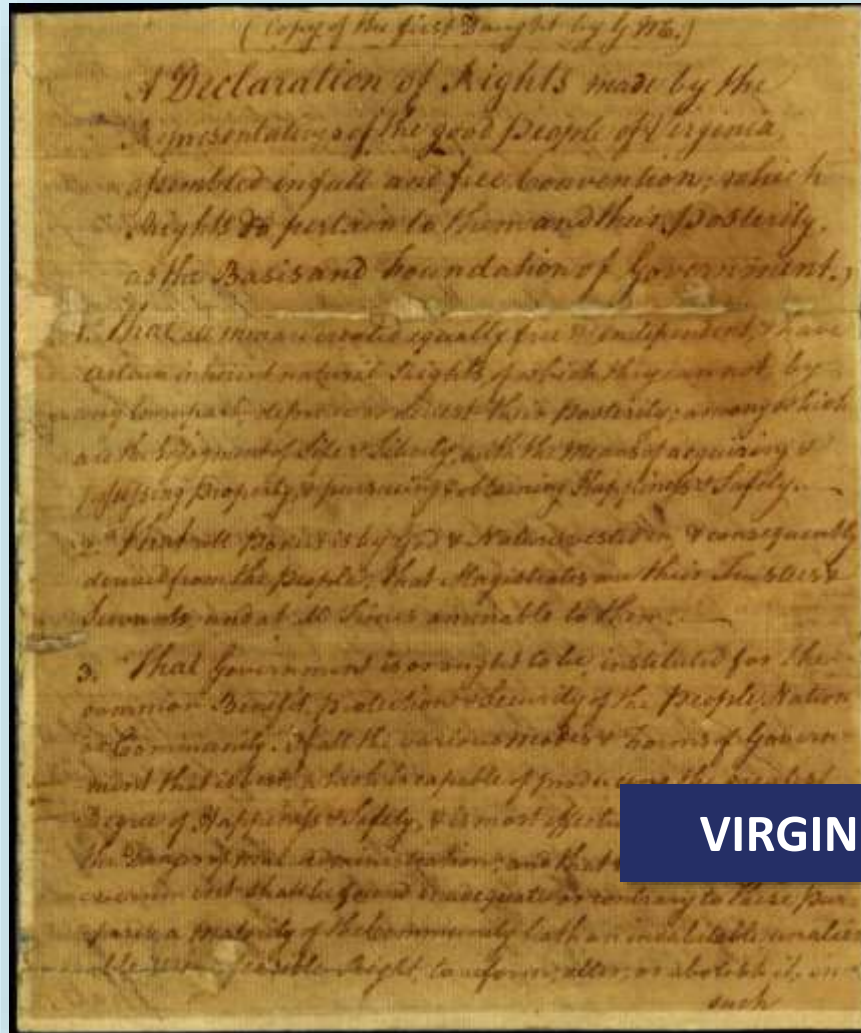 (Copy of the first Daught by G M.)
A Declaration of Rights made by the
Representatives of the good People of Virginia,
assembled in full and free Convention; which
Rights do pertain to them and their Posterity,
as the Basis and Foundation of Government.,
1. That all men are created equally free & independent, & have
certain inherent natural Rights, of which they can not, by
any Compact, deprive or divest their Posterity; among which
are the Enjoyment of Life & Liberty, with the Means of acquiring &
possessing Property, & pursuing & obtaining Happiness & Safety.
2. That all Power is by God & Nature vested in, & consequently
derived from the People; that Magistrates are their Trustees &
Servants, and at all Times amenable to them.
3. That Government is or ought to be, instituted for the
common Benefit, Protection & Security of the People, Nation
or Community. Of all the various modes & Forms of Govern-
ment that is best, which is capable of producing the greatest
Degree of Happiness & Safety, & is most
the Danger of mal-administration; and that
VIRGIN
vernment shall be found inadequate or contrary to these Pur-
poses, a Majority of the Community hath an indubitable, unalien-
able Right, to reform, alter, or abolish it, in
such